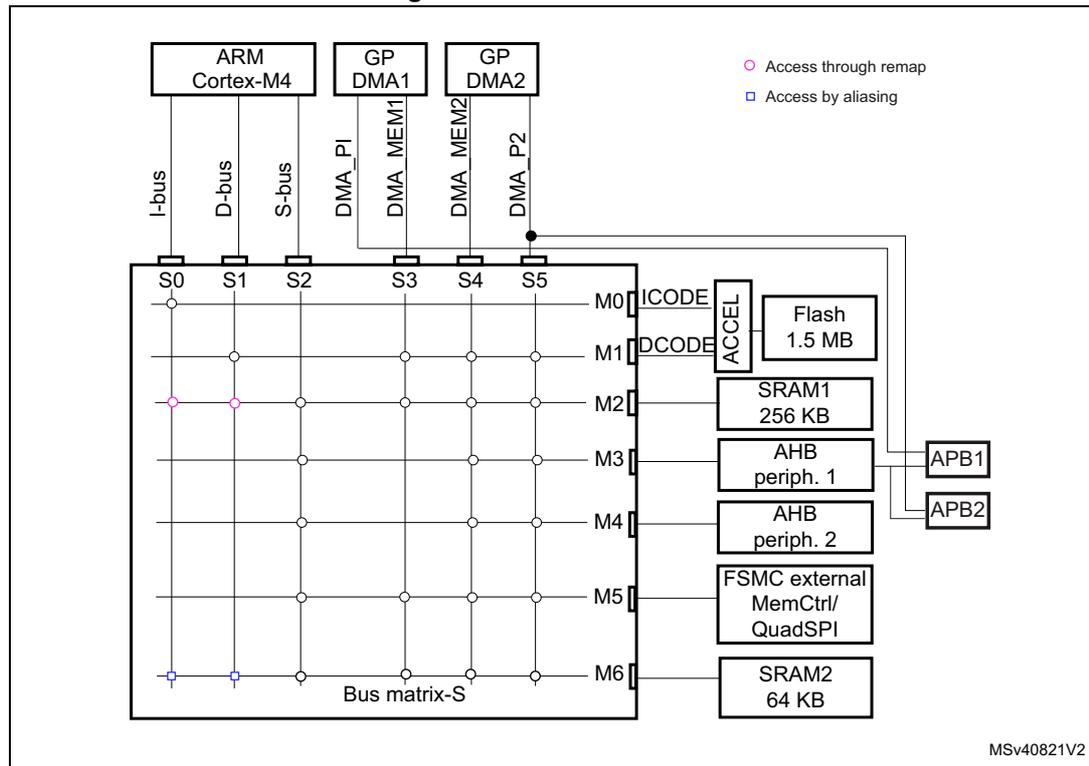 ARM
Cortex-M4
GP
DMA1
GP
DMA2
Access through remap
Access by aliasing
I-bus
D-bus
S-bus
DMA_PI
DMA_MEM1
DMA_MEM2
DMA_P2
S0 S1 S2 S3 S4 S5
M0 ICODE
M1 DCODE
ACCEL
Flash
1.5 MB
M2
SRAM1
256 KB
M3
AHB
periph. 1
APB1
M4
AHB
periph. 2
APB2
M5
FSMC external
MemCtrl/
QuadSPI
M6
SRAM2
64 KB
Bus matrix-S
MSv40821V2